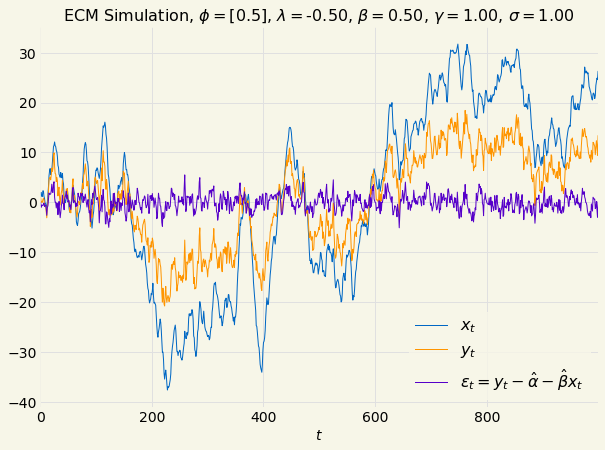 ECM Simulation, ϕ = [0.5], λ = -0.50, β = 0.50, γ = 1.00, σ = 1.00
30
20
10
0
−10
−20
−30
−40
0 200 400 600 800
t
x_t
y_t
ε_t = y_t − α̂ − β̂x_t